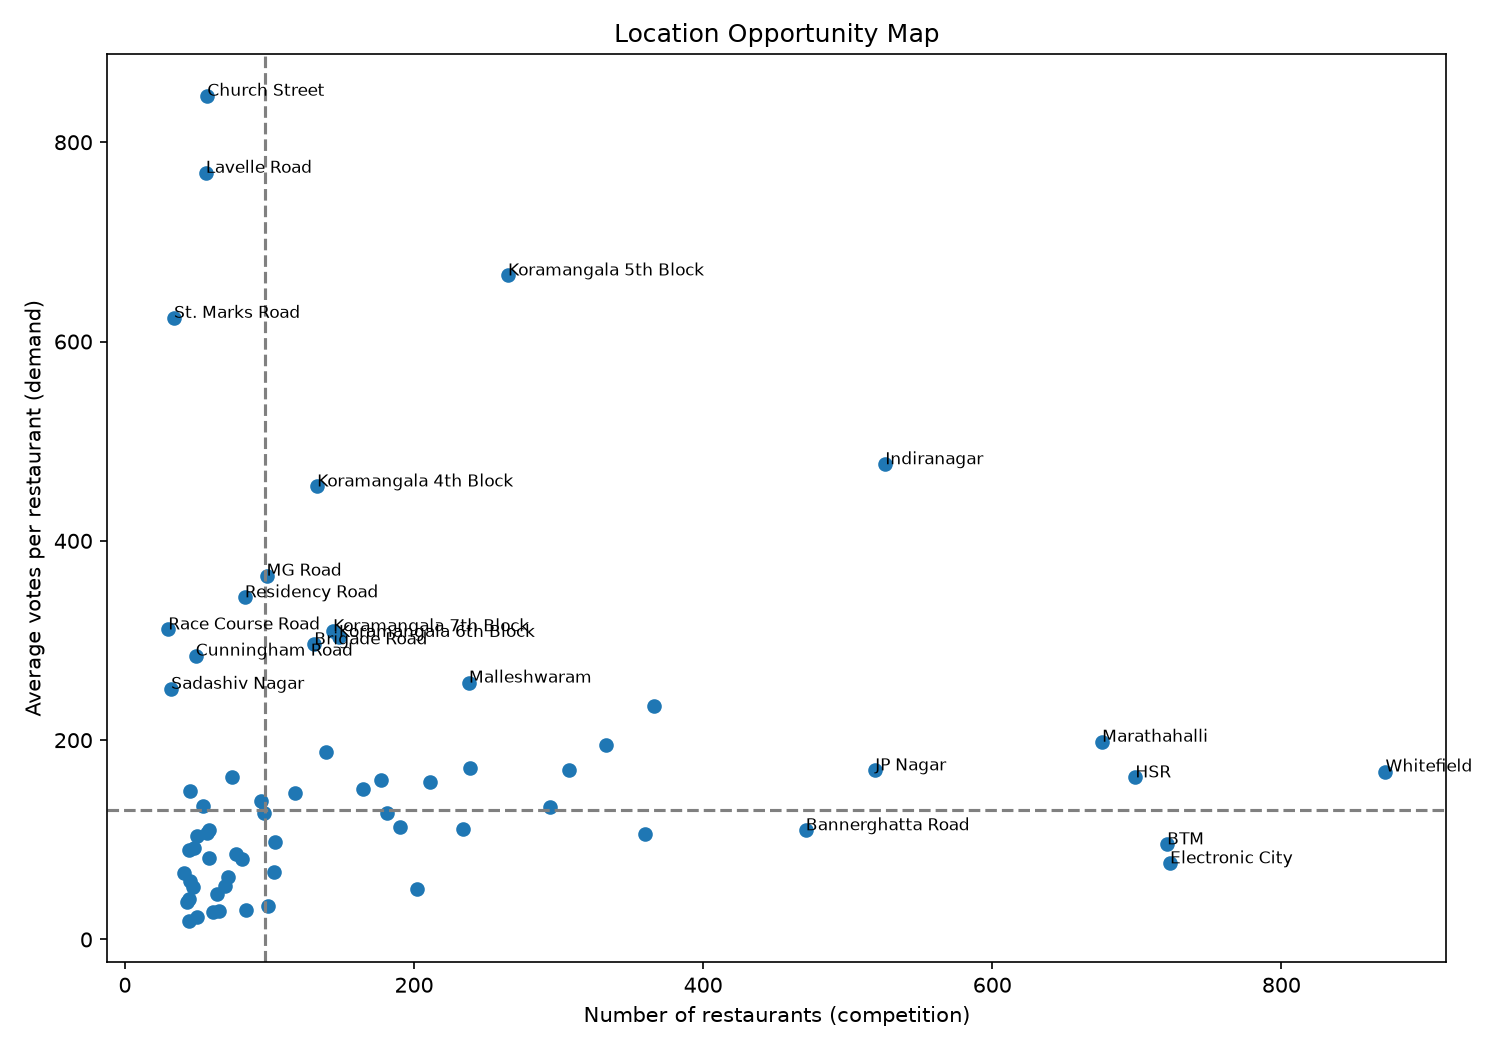 Location Opportunity Map
Average votes per restaurant (demand)
800
600
400
200
0
Church Street
Lavelle Road
Koramangala 5th Block
St. Marks Road
Indiranagar
Koramangala 4th Block
MG Road
Residency Road
Race Course Road
Koramangala 7th Block
Koramangala 6th Block
Brigade Road
Cunningham Road
Sadashiv Nagar
Malleshwaram
Marathahalli
JP Nagar
HSR
Whitefield
Bannerghatta Road
BTM
Electronic City
0
200
400
600
800
Number of restaurants (competition)